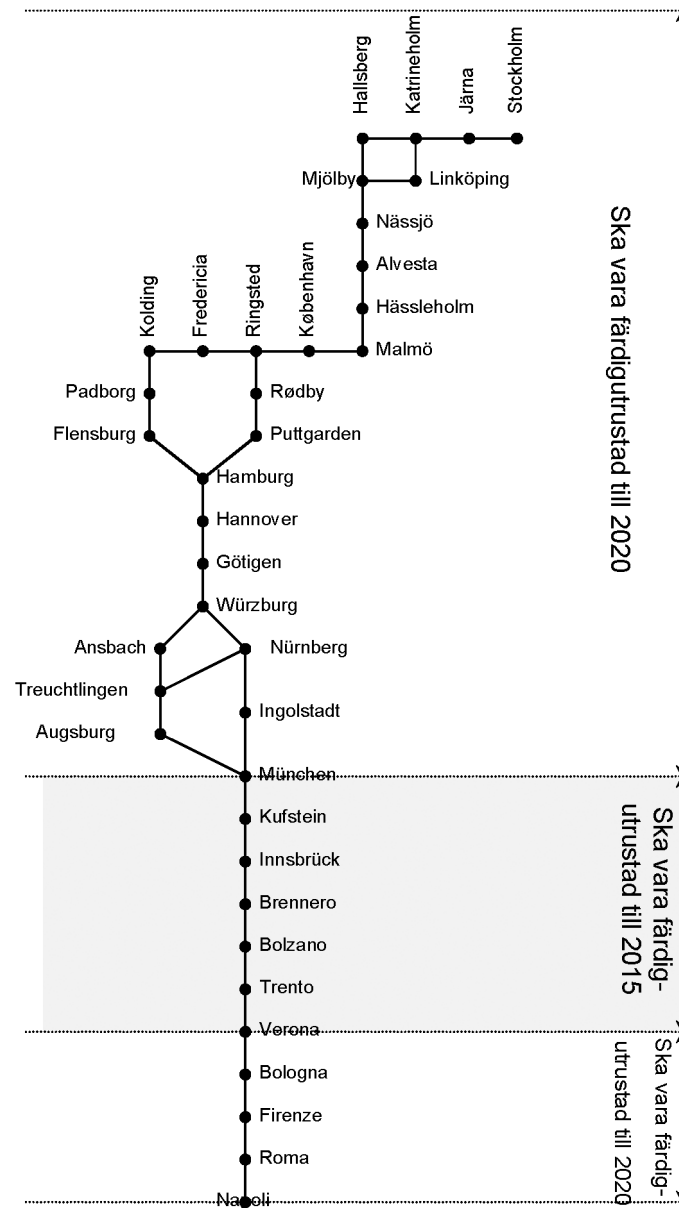 Hallsberg
Katrineholm
Järna
Stockholm
Mjölby
Linköping
Nässjö
Alvesta
Hässleholm
Malmö
Kolding
Fredericia
Ringsted
København
Padborg
Rødby
Flensburg
Puttgarden
Hamburg
Hannover
Götigen
Würzburg
Ansbach
Nürnberg
Treuchtlingen
Ingolstadt
Augsburg
München
Kufstein
Innsbrück
Brennero
Bolzano
Trento
Verona
Bologna
Firenze
Roma
Napoli
Ska vara färdigutrustad till 2020
Ska vara färdig-
utrustad till 2015
Ska vara färdig-
utrustad till 2020